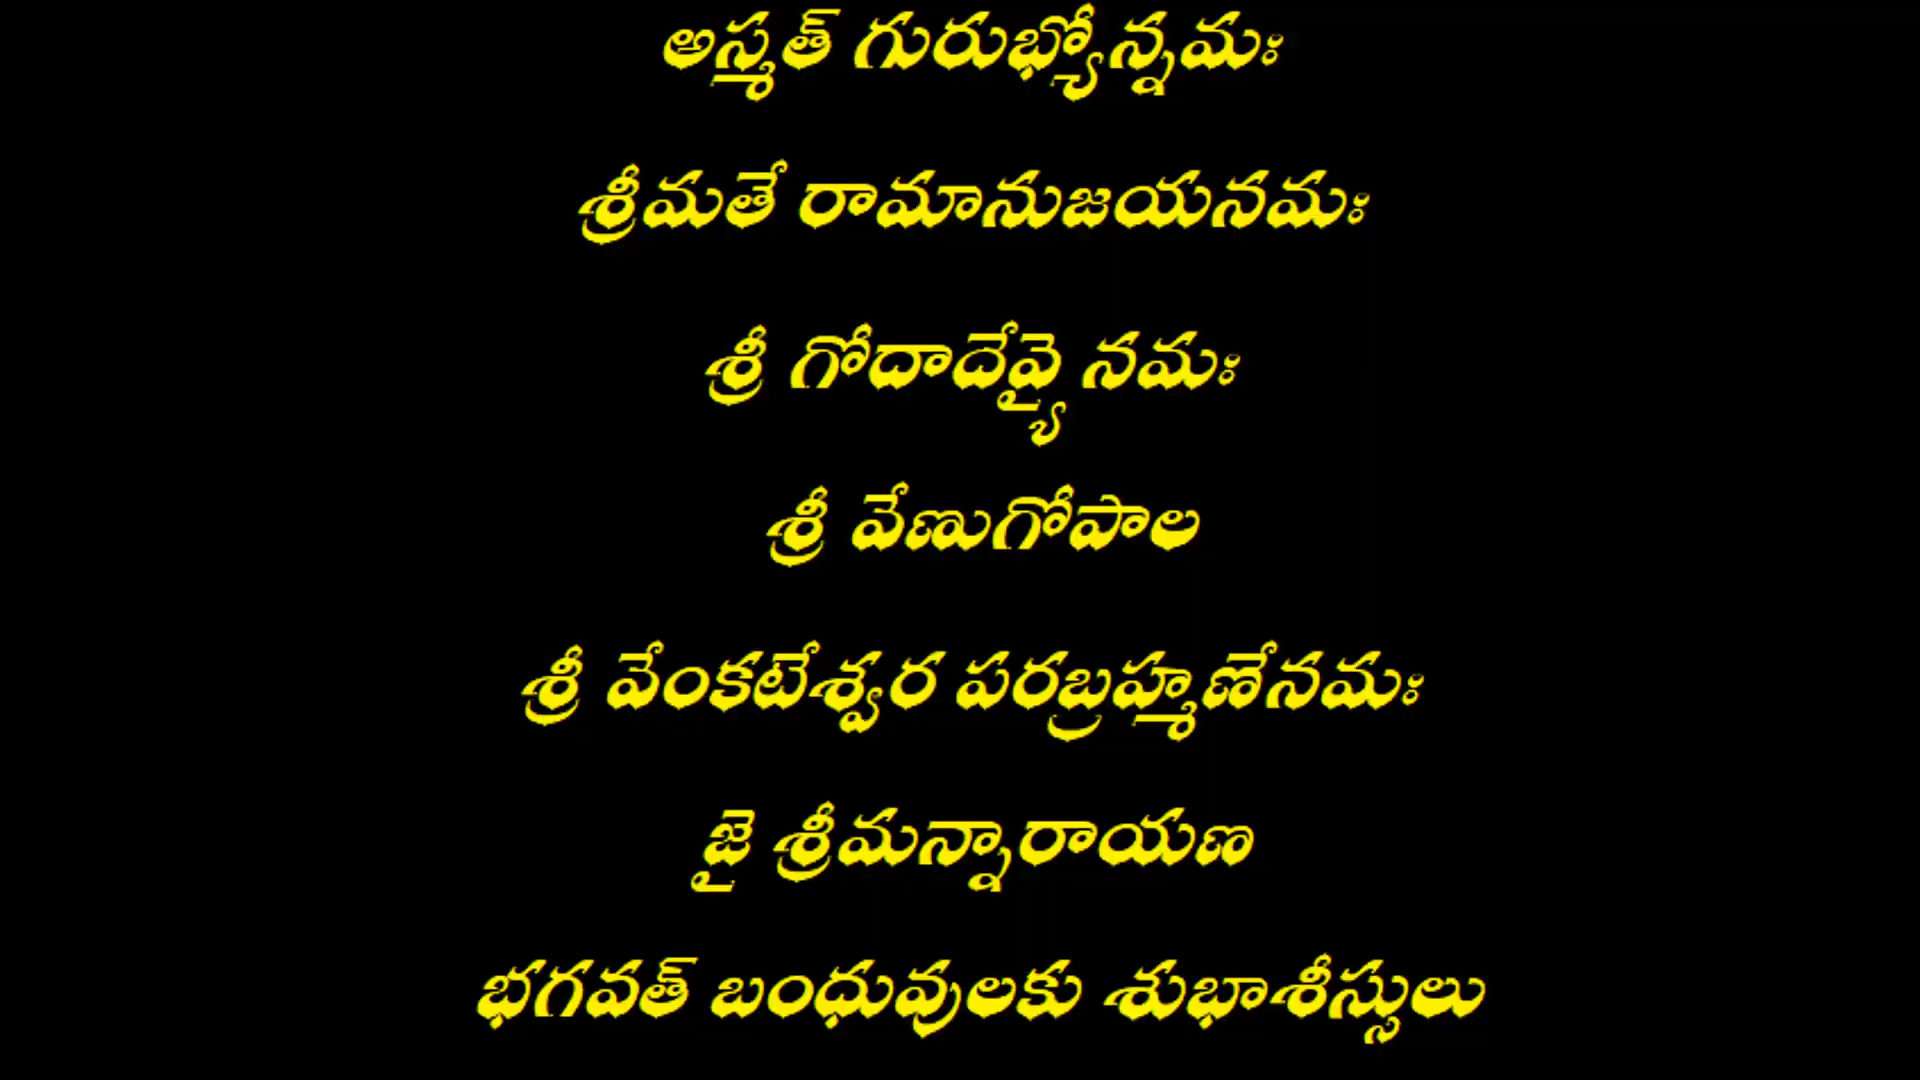 అస్మత్ గురుభ్యోన్నమః
శ్రీమతే రామానుజయనమః
శ్రీ గోదాదేవ్యై నమః
శ్రీ వేణుగోపాల
శ్రీ వేంకటేశ్వర పరబ్రహ్మణేనమః
జై శ్రీమన్నారాయణ
భగవత్ బంధువులకు శుభాశీస్సులు